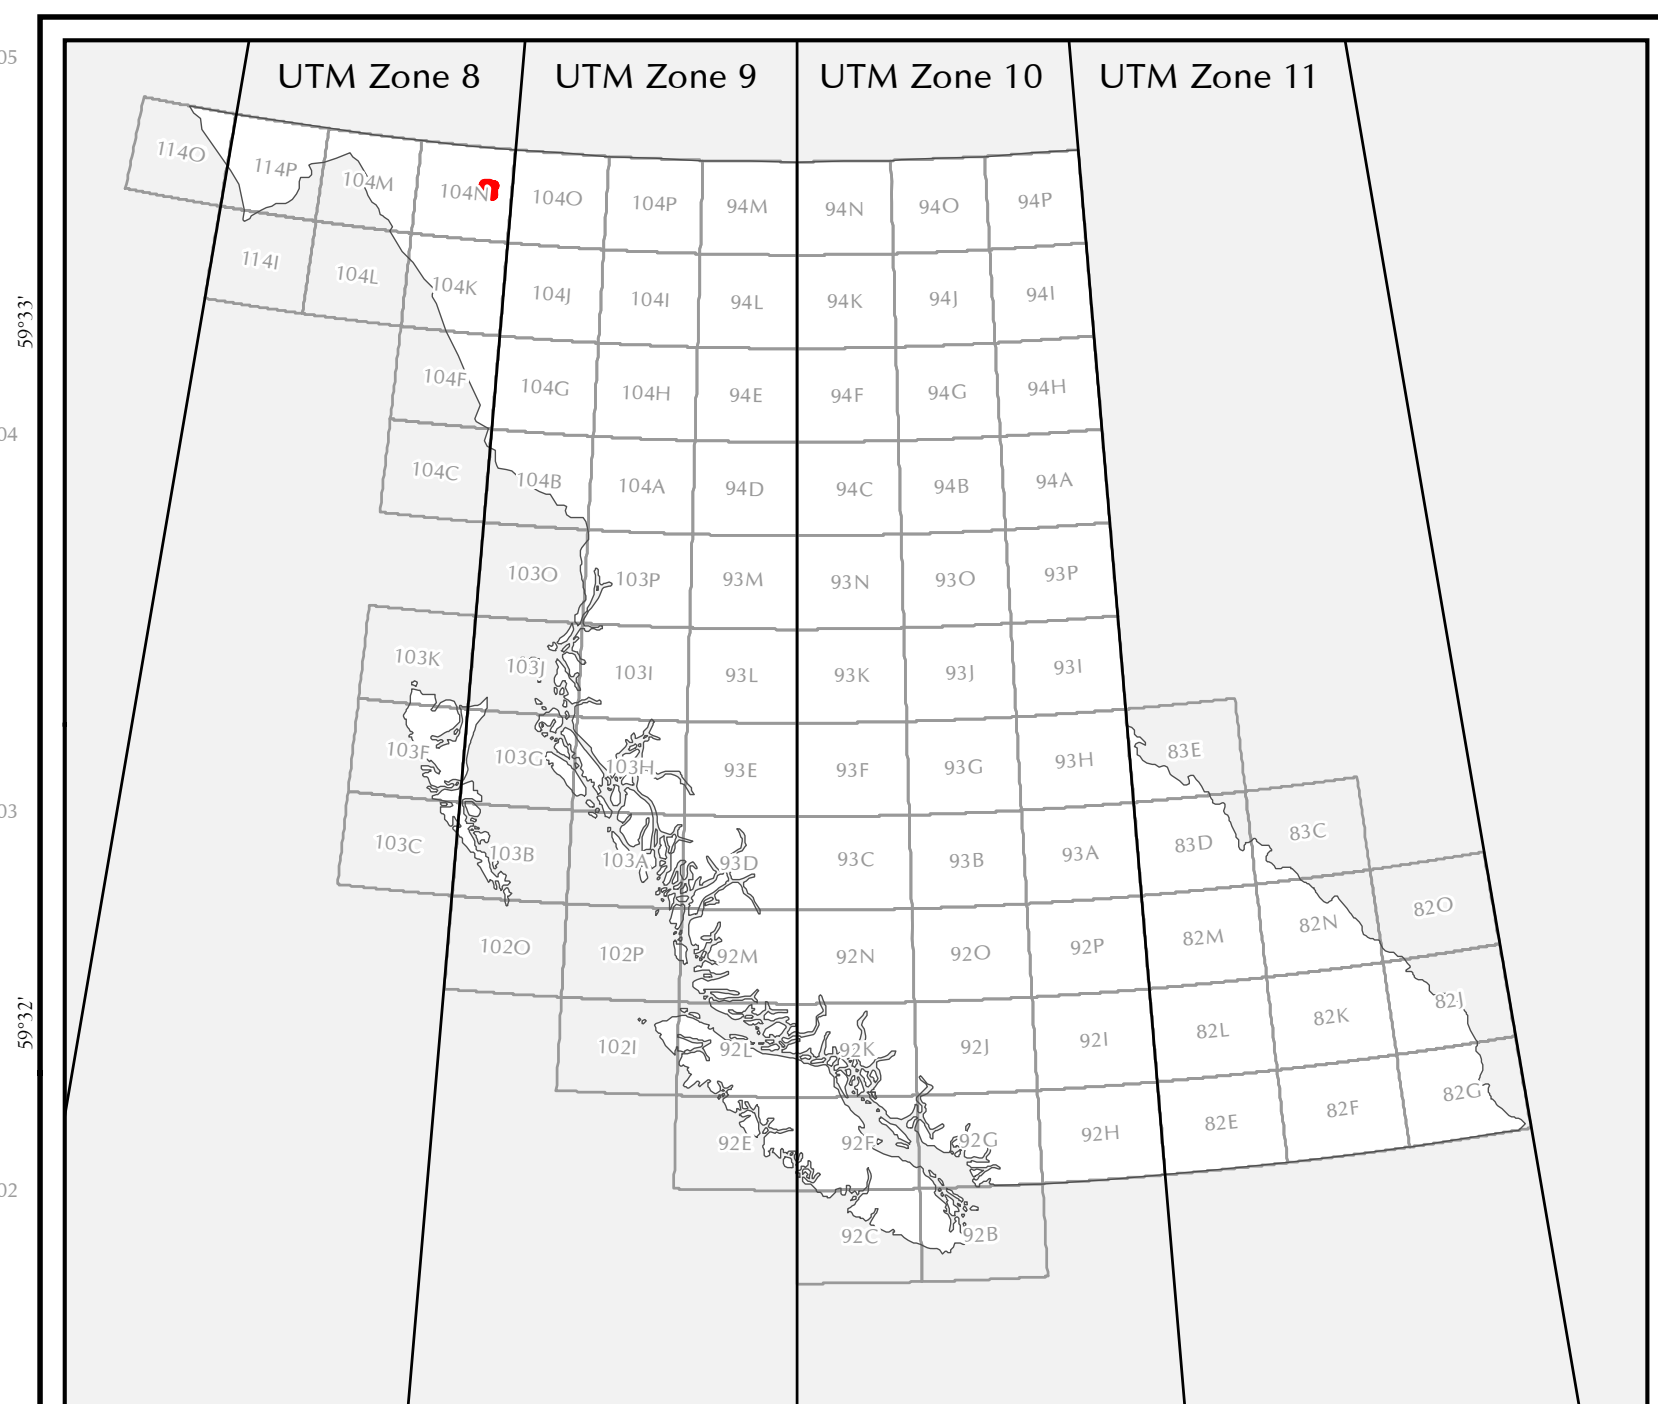 05
UTM Zone 8 UTM Zone 9 UTM Zone 10 UTM Zone 11
114O 114P 104M 104N 104O 104P 94M 94N 94O 94P
114I 104L 104K 104J 104I 94L 94K 94J 94I
59°33'
104F 104G 104H 94E 94F 94G 94H
04
104C 104B 104A 94D 94C 94B 94A
103O 103P 93M 93N 93O 93P
103K 103J 103I 93L 93K 93J 93I
103F 103G 103H 93E 93F 93G 93H 83E
03
103C 103B 103A 93D 93C 93B 93A 83D 83C
102O 102P 92M 92N 92O 92P 82M 82N 82O
59°32'
102I 92L 92K 92J 92I 82L 82K 82J
92E 92F 92G 92H 82E 82F 82G
02
92C 92B